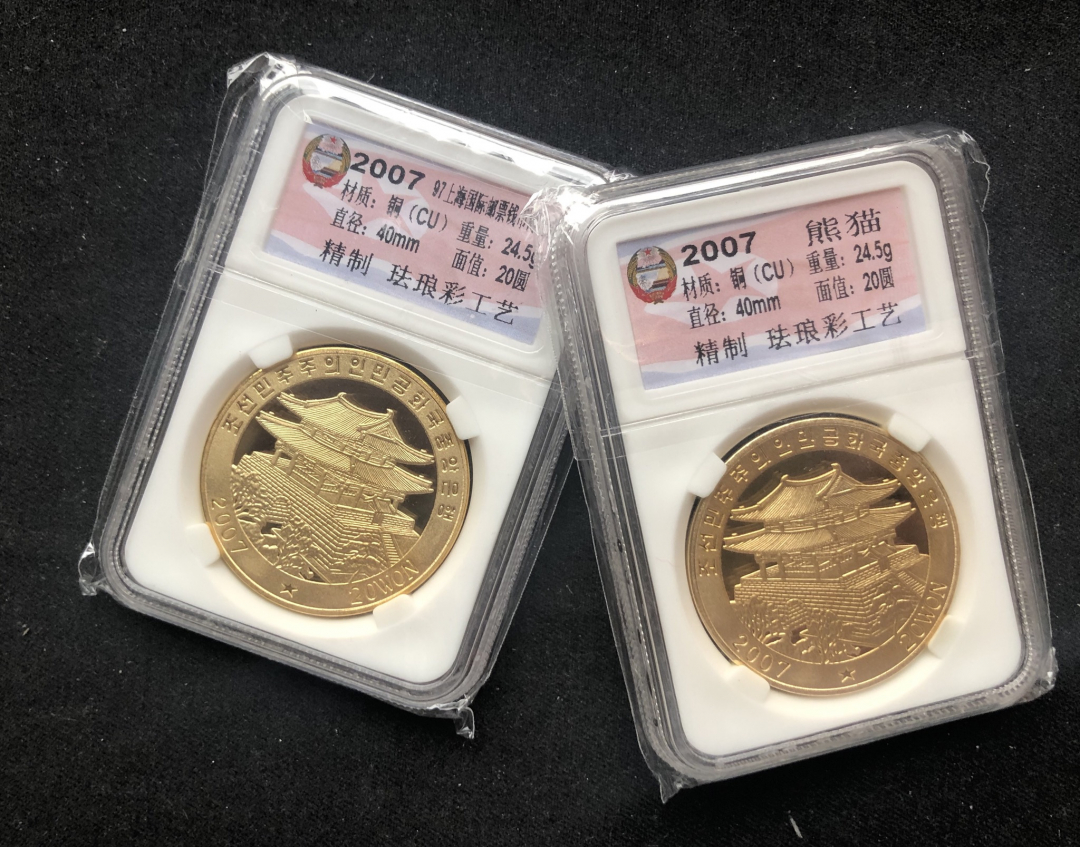 2007 97上海国际邮票钱
材质：铜（CU） 重量：24.5g
直径：40mm 面值：20圆
精制 珐琅彩工艺
조선민주주의인민공화국중앙은행
2007
20WON
2007 熊猫
材质：铜（CU） 重量：24.5g
直径：40mm 面值：20圆
精制 珐琅彩工艺
조선민주주의인민공화국중앙은행
2007
20WON